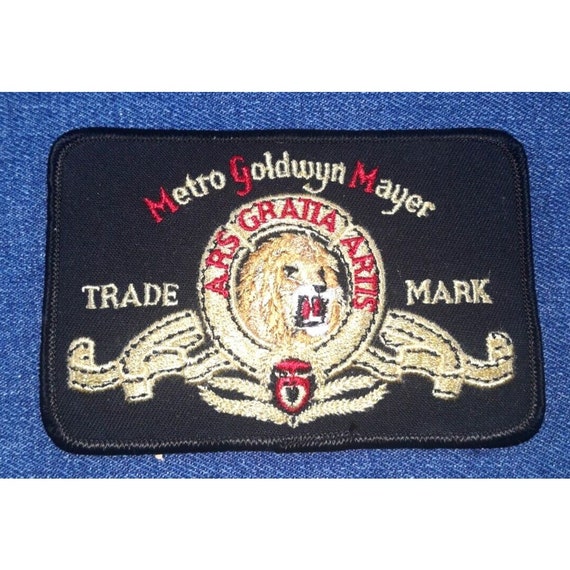 Metro Goldwyn Mayer
ARS GRATIA ARTIS
TRADE MARK